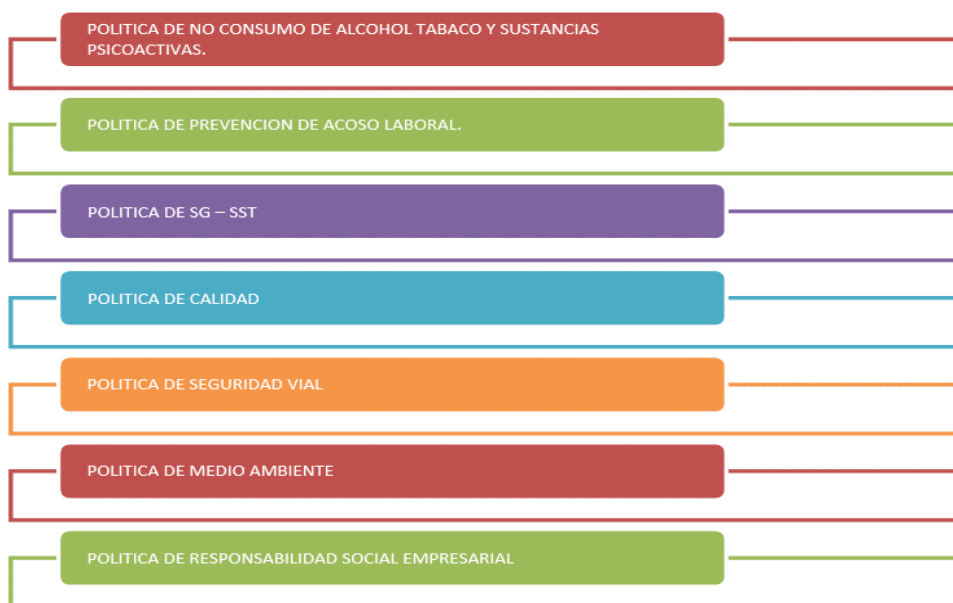 POLITICA DE NO CONSUMO DE ALCOHOL TABACO Y SUSTANCIAS
PSICOACTIVAS.
POLITICA DE PREVENCION DE ACOSO LABORAL.
POLITICA DE SG – SST
POLITICA DE CALIDAD
POLITICA DE SEGURIDAD VIAL
POLITICA DE MEDIO AMBIENTE
POLITICA DE RESPONSABILIDAD SOCIAL EMPRESARIAL